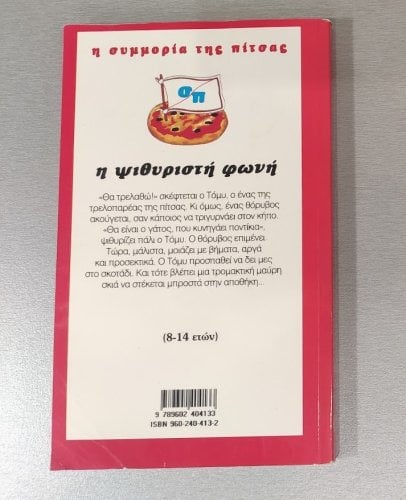 η συμμορία της πίτσας
σπ
η ψιθυριστή φωνή
«Θα τρελαθώ!» σκέφτεται ο Τόμυ, ο ένας της
τρελοπαρέας της πίτσας. Κι όμως, ένας θόρυβος
ακούγεται, σαν κάποιος να τριγυρνάει στον κήπο.
«Θα είναι ο γάτος, που κυνηγάει ποντίκια»,
ψιθυρίζει πάλι ο Τόμυ. Ο θόρυβος επιμένει.
Τώρα, μάλιστα, μοιάζει με βήματα, αργά
και προσεκτικά. Ο Τόμυ προσπαθεί να δει μες
στο σκοτάδι. Και τότε βλέπει μια τρομακτική μαύρη
σκιά να στέκεται μπροστά στην αποθήκη...
(8-14 ετών)
9 789602 404133
ISBN 960-240-413-2